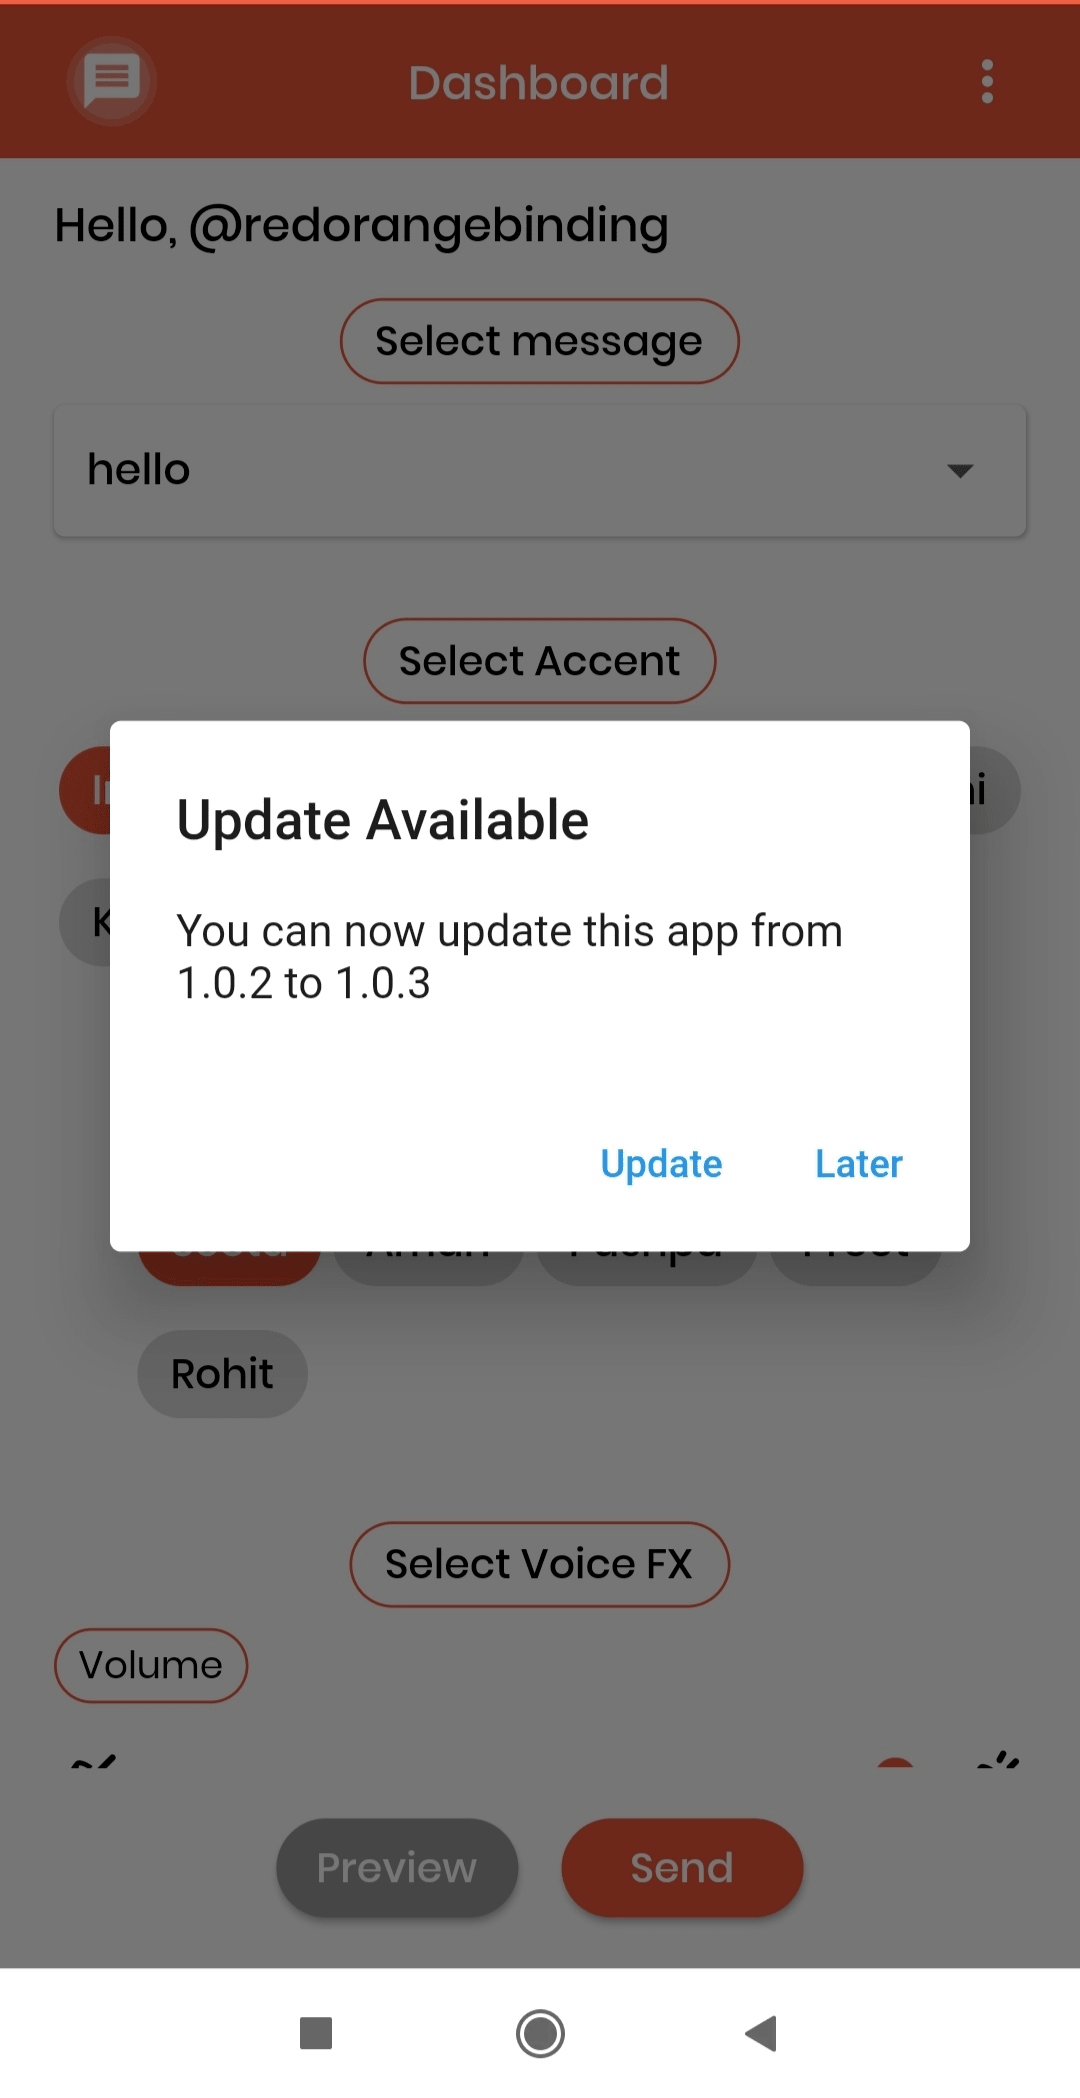 Dashboard
Hello, @redorangebinding
Select message
hello
Select Accent
Update Available
You can now update this app from
1.0.2 to 1.0.3
Update Later
Rohit
Select Voice FX
Volume
Preview Send